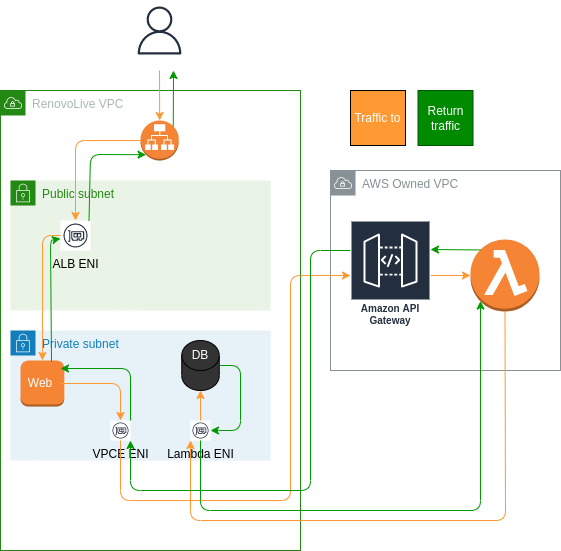 RenovoLive VPC
Traffic to
Return
traffic
Public subnet
AWS Owned VPC
ALB ENI
Amazon API
Gateway
Private subnet
DB
Web
VPCE ENI
Lambda ENI